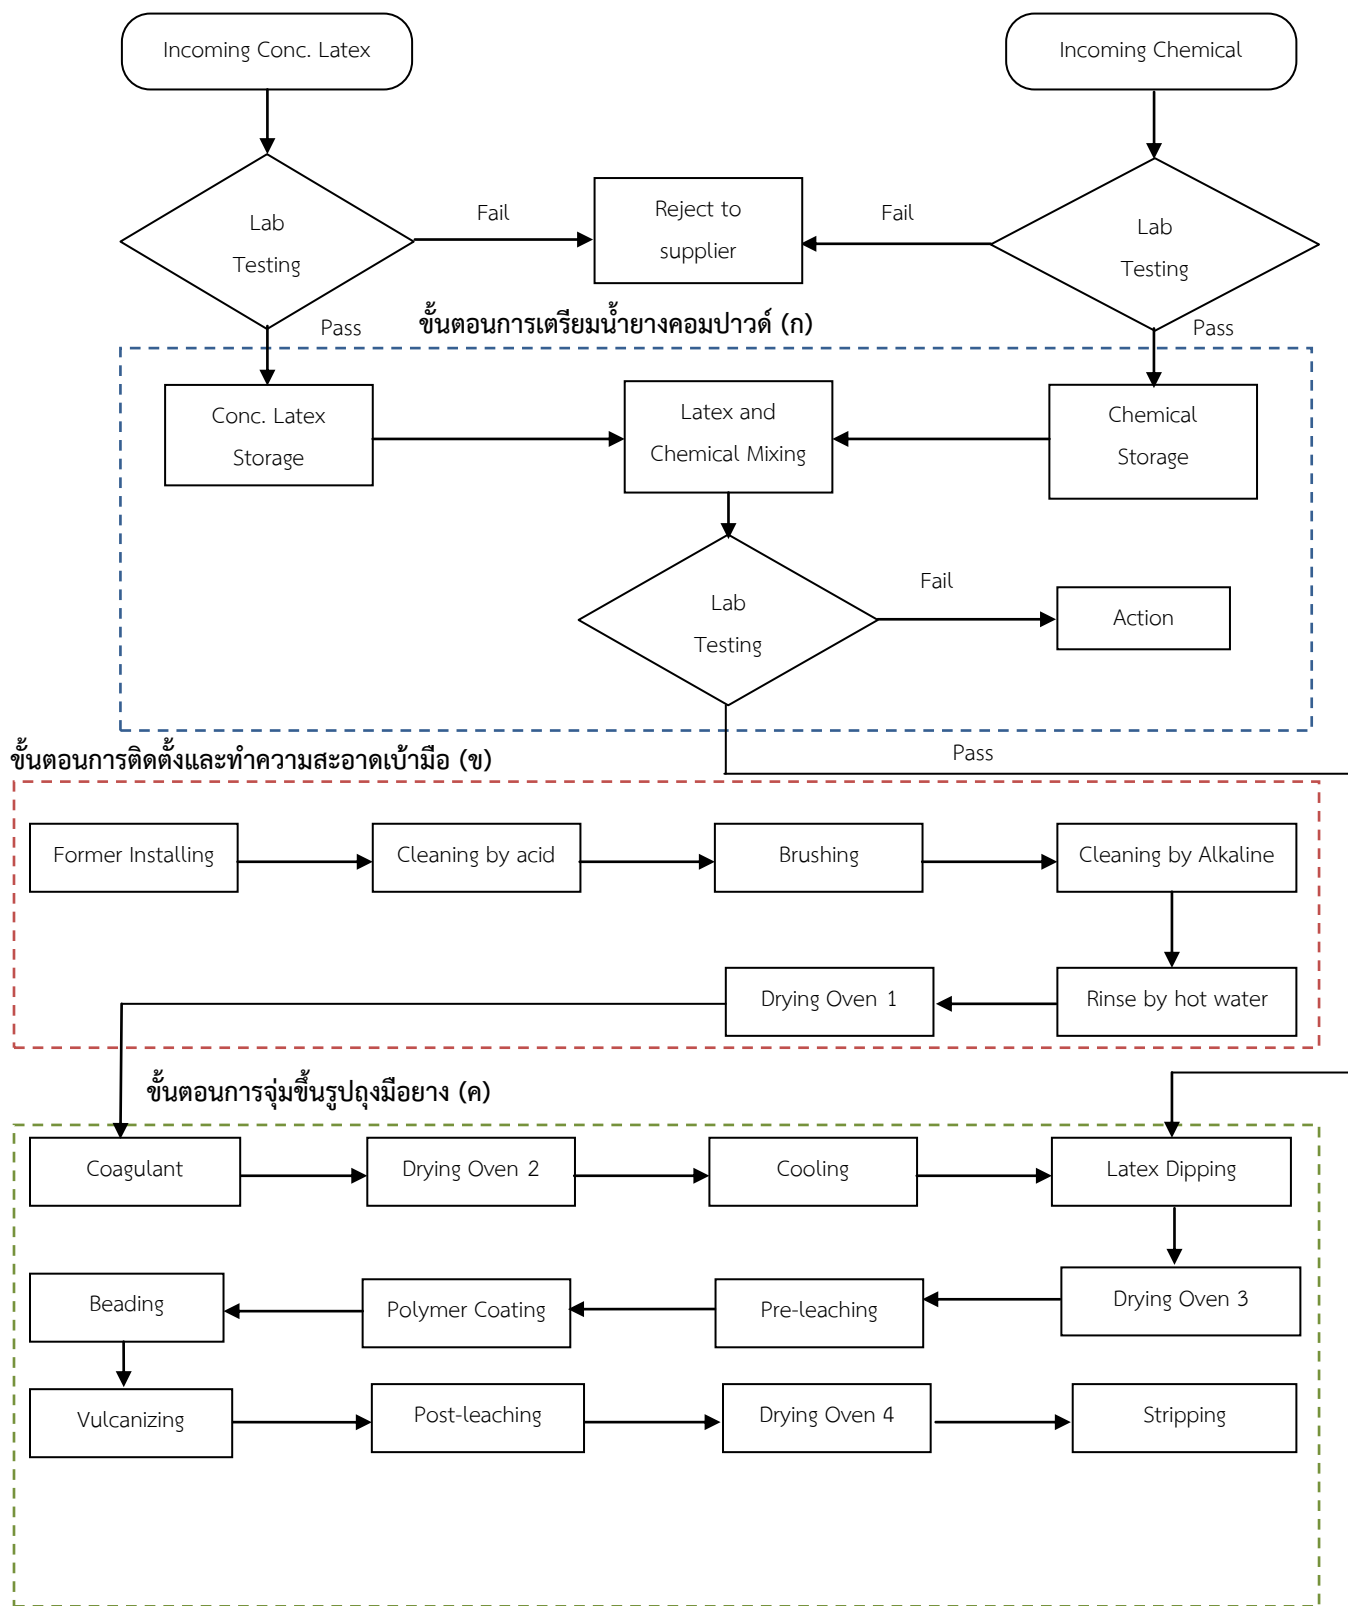 Incoming Conc. Latex
Incoming Chemical
Lab
Testing
Fail
Reject to
supplier
Fail
Lab
Testing
Pass
ขั้นตอนการเตรียมน้ำยางคอมปาวด์ (ก)
Pass
Conc. Latex
Storage
Latex and
Chemical Mixing
Chemical
Storage
Lab
Testing
Fail
Action
ขั้นตอนการติดตั้งและทำความสะอาดเบ้ามือ (ข)
Pass
Former Installing
Cleaning by acid
Brushing
Cleaning by Alkaline
Drying Oven 1
Rinse by hot water
ขั้นตอนการจุ่มขึ้นรูปถุงมือยาง (ค)
Coagulant
Drying Oven 2
Cooling
Latex Dipping
Beading
Polymer Coating
Pre-leaching
Drying Oven 3
Vulcanizing
Post-leaching
Drying Oven 4
Stripping